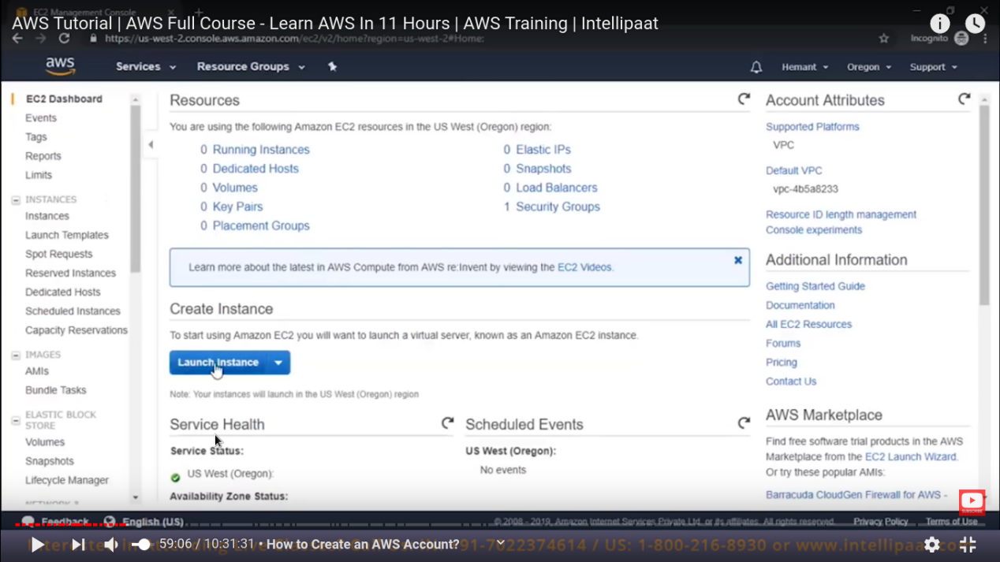 EC2 Management Console
AWS Tutorial | AWS Full Course - Learn AWS In 11 Hours | AWS Training | Intellipaat
https://us-west-2.console.aws.amazon.com/ec2/v2/home?region=us-west-2#Home:
Incognito
aws
Services
Resource Groups
Hemant
Oregon
Support
EC2 Dashboard
Events
Tags
Reports
Limits
INSTANCES
Instances
Launch Templates
Spot Requests
Reserved Instances
Dedicated Hosts
Scheduled Instances
Capacity Reservations
IMAGES
AMIs
Bundle Tasks
ELASTIC BLOCK
STORE
Volumes
Snapshots
Lifecycle Manager
NETWORK &
Resources
You are using the following Amazon EC2 resources in the US West (Oregon) region:
0 Running Instances
0 Dedicated Hosts
0 Volumes
0 Key Pairs
0 Placement Groups
0 Elastic IPs
0 Snapshots
0 Load Balancers
1 Security Groups
Learn more about the latest in AWS Compute from AWS re:Invent by viewing the EC2 Videos.
Create Instance
To start using Amazon EC2 you will want to launch a virtual server, known as an Amazon EC2 instance.
Launch Instance
Note: Your instances will launch in the US West (Oregon) region
Service Health
Service Status:
US West (Oregon):
Availability Zone Status:
Scheduled Events
US West (Oregon):
No events
Account Attributes
Supported Platforms
VPC
Default VPC
vpc-4b5a8233
Resource ID length management
Console experiments
Additional Information
Getting Started Guide
Documentation
All EC2 Resources
Forums
Pricing
Contact Us
AWS Marketplace
Find free software trial products in the AWS
Marketplace from the EC2 Launch Wizard.
Or try these popular AMIs:
Barracuda CloudGen Firewall for AWS -
SUBSCRIBE
Feedback
English (US)
© 2008 - 2019, Amazon Internet Services Private Ltd. or its affiliates. All rights reserved.
Privacy Policy
Terms of Use
59:06 / 10:31:31 • How to Create an AWS Account?
91-7022374614 / US: 1-800-216-8930 or www.intellipaat.com